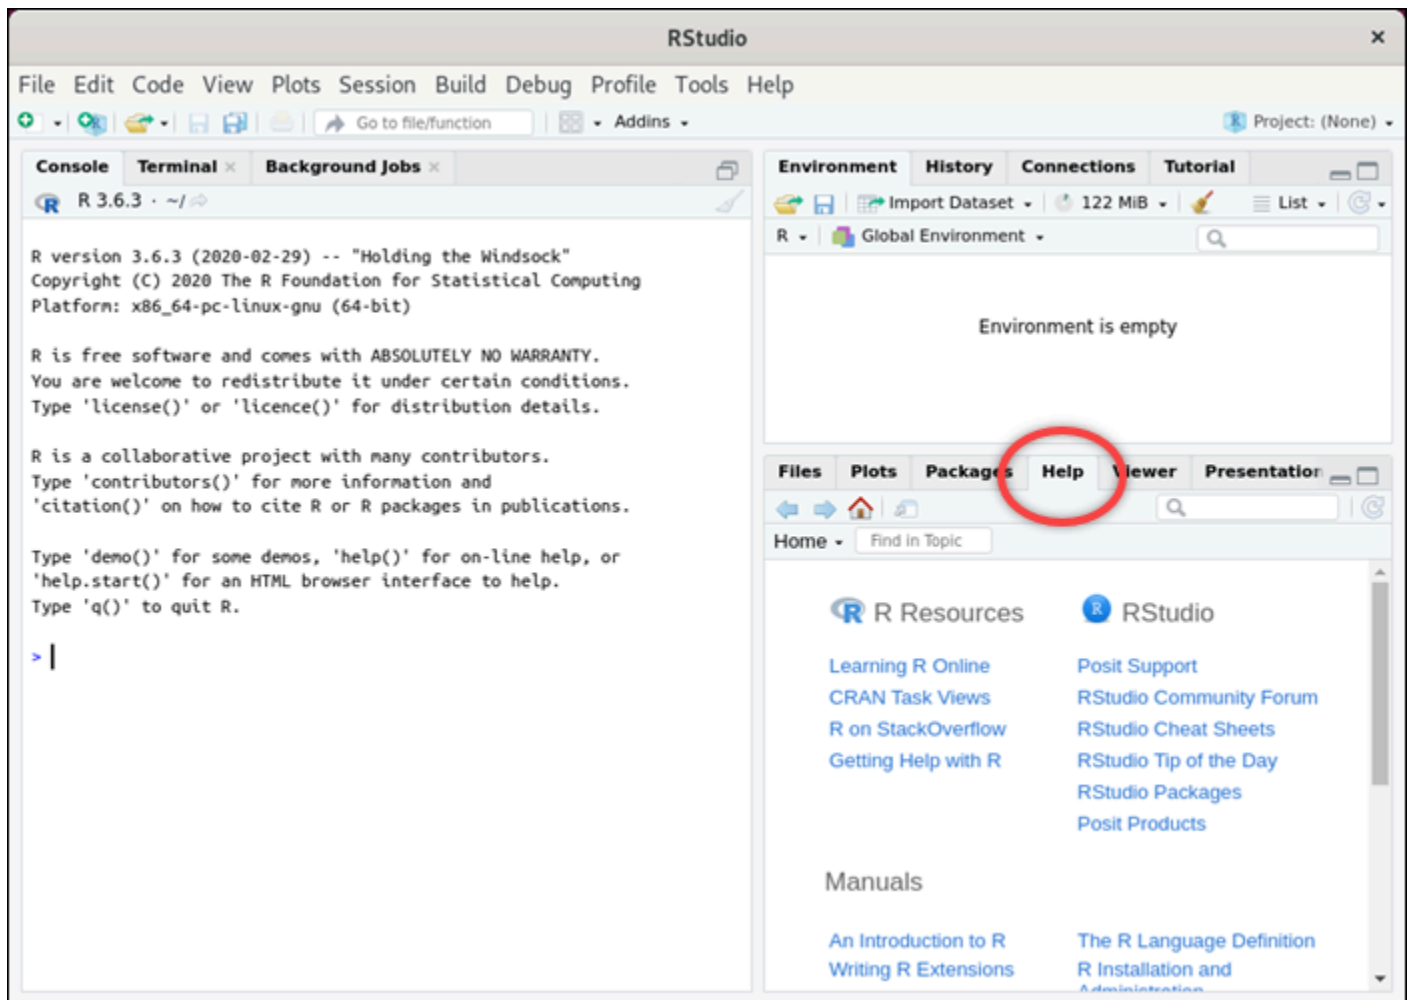 RStudio
File Edit Code View Plots Session Build Debug Profile Tools Help
Go to file/function Addins Project: (None)
Console Terminal Background Jobs
R 3.6.3 · ~/
R version 3.6.3 (2020-02-29) -- "Holding the Windsock"
Copyright (C) 2020 The R Foundation for Statistical Computing
Platform: x86_64-pc-linux-gnu (64-bit)
R is free software and comes with ABSOLUTELY NO WARRANTY.
You are welcome to redistribute it under certain conditions.
Type 'license()' or 'licence()' for distribution details.
R is a collaborative project with many contributors.
Type 'contributors()' for more information and
'citation()' on how to cite R or R packages in publications.
Type 'demo()' for some demos, 'help()' for on-line help, or
'help.start()' for an HTML browser interface to help.
Type 'q()' to quit R.
>
Environment History Connections Tutorial
Import Dataset 122 MiB List
R Global Environment
Environment is empty
Files Plots Packages Help Viewer Presentation
Home Find in Topic
R Resources
Learning R Online
CRAN Task Views
R on StackOverflow
Getting Help with R
RStudio
Posit Support
RStudio Community Forum
RStudio Cheat Sheets
RStudio Tip of the Day
RStudio Packages
Posit Products
Manuals
An Introduction to R
Writing R Extensions
The R Language Definition
R Installation and
Administration